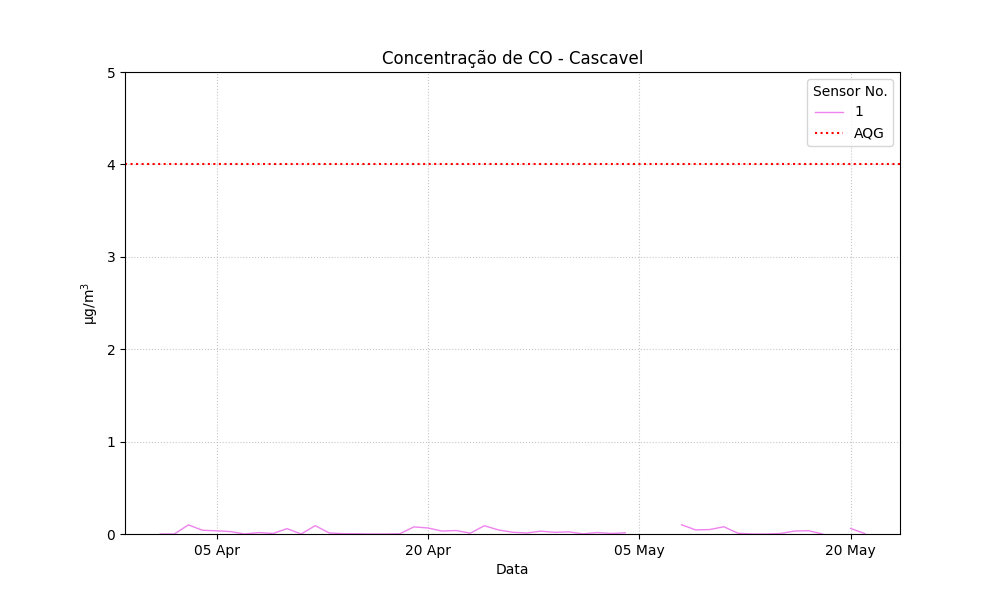 Concentração de CO - Cascavel
5
4
3
2
1
0
µg/m³
Sensor No.
1
AQG
05 Apr
20 Apr
05 May
20 May
Data